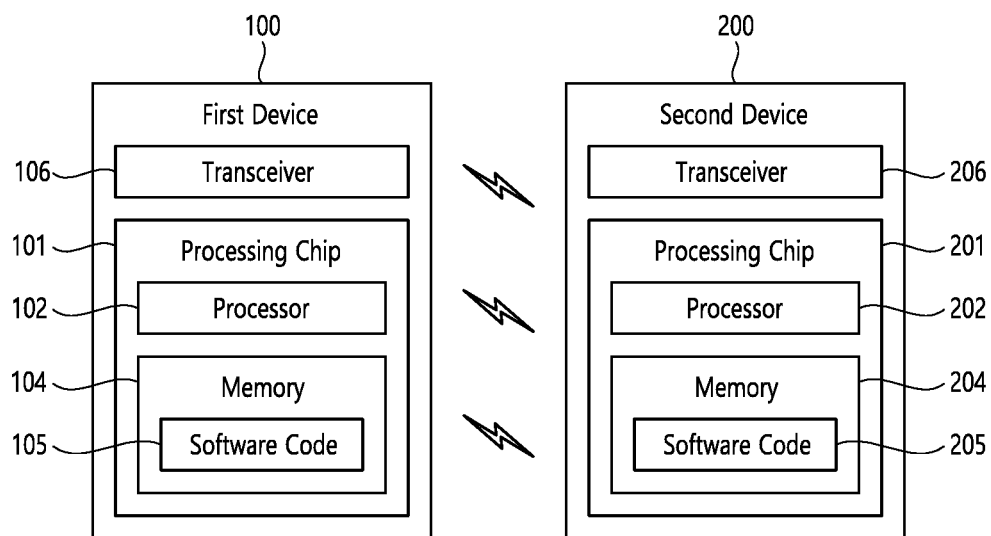 100
200
First Device
Second Device
106
Transceiver
Transceiver
206
101
Processing Chip
Processing Chip
201
102
Processor
Processor
202
104
Memory
Memory
204
105
Software Code
Software Code
205